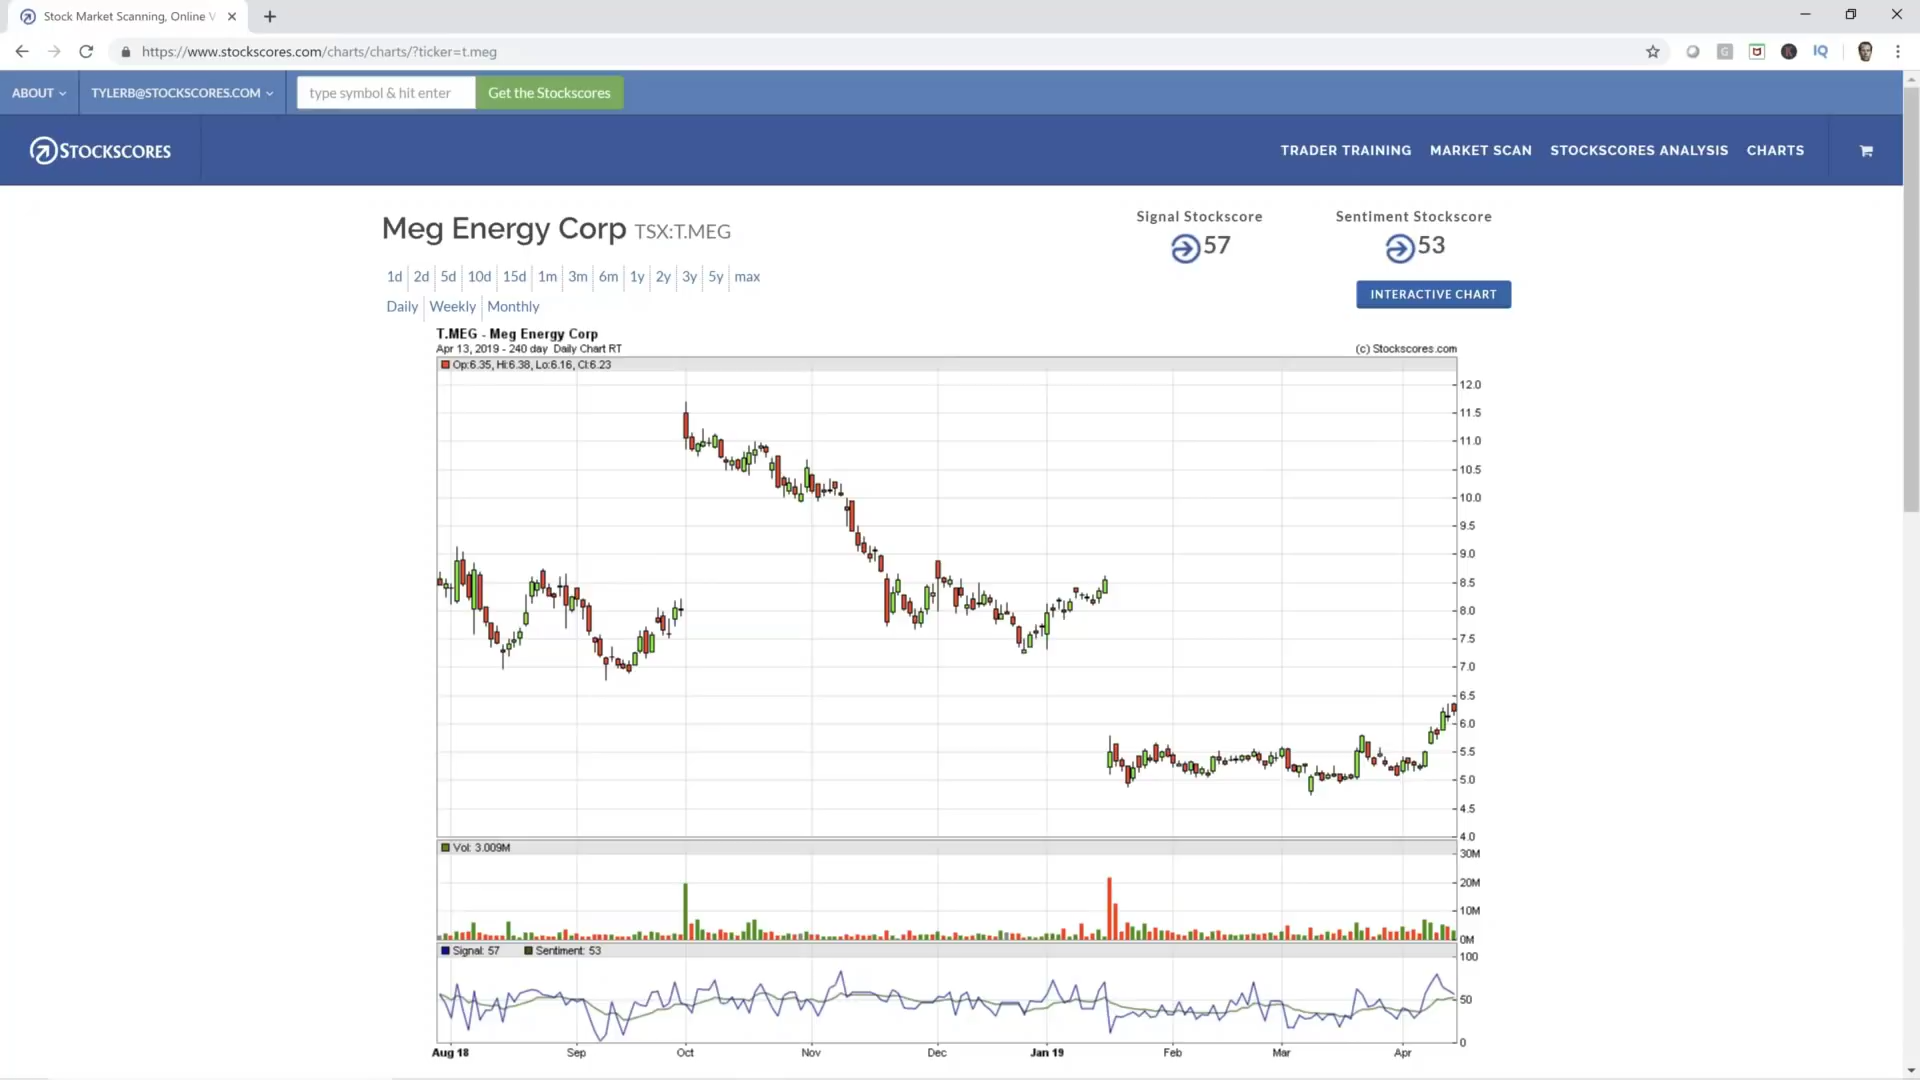 Stock Market Scanning, Online V
https://www.stockscores.com/charts/charts/?ticker=t.meg
IQ
ABOUT
TYLERB@STOCKSCORES.COM
type symbol & hit enter
Get the Stockscores
STOCKSCORES
TRADER TRAINING
MARKET SCAN
STOCKSCORES ANALYSIS
CHARTS
Meg Energy Corp TSX:T.MEG
Signal Stockscore
57
Sentiment Stockscore
53
1d 2d 5d 10d 15d 1m 3m 6m 1y 2y 3y 5y max
INTERACTIVE CHART
Daily Weekly Monthly
T.MEG - Meg Energy Corp
Apr 13, 2019 - 240 day Daily Chart RT
(c) Stockscores.com
Op:6.35, Hi:6.38, Lo:6.16, Cl:6.23
12.0
11.5
11.0
10.5
10.0
9.5
9.0
8.5
8.0
7.5
7.0
6.5
6.0
5.5
5.0
4.5
4.0
Vol: 3.009M
30M
20M
10M
0M
Signal: 57 Sentiment: 53
100
50
0
Aug 18 Sep Oct Nov Dec Jan 19 Feb Mar Apr